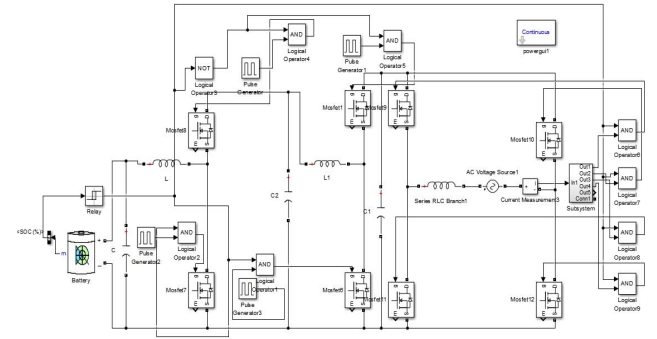 Continuous
powergui1
NOT
Logical
Operator3
Pulse
Generator
AND
Logical
Operator4
Pulse
Generator1
AND
Logical
Operator5
Mosfet8
Mosfet1
Mosfet9
Mosfet10
AND
Logical
Operator6
L
L1
C2
C1
Series RLC Branch1
AC Voltage Source1
Current Measurement3
In1
Out1
Out2
Out3
Out4
Out5
Conn1
Subsystem
AND
Logical
Operator7
Relay
<SOC (%)>
m
Battery
C
Pulse
Generator2
AND
Logical
Operator2
Mosfet7
AND
Logical
Operator1
Pulse
Generator3
Mosfet6
Mosfet11
Mosfet12
AND
Logical
Operator8
AND
Logical
Operator9